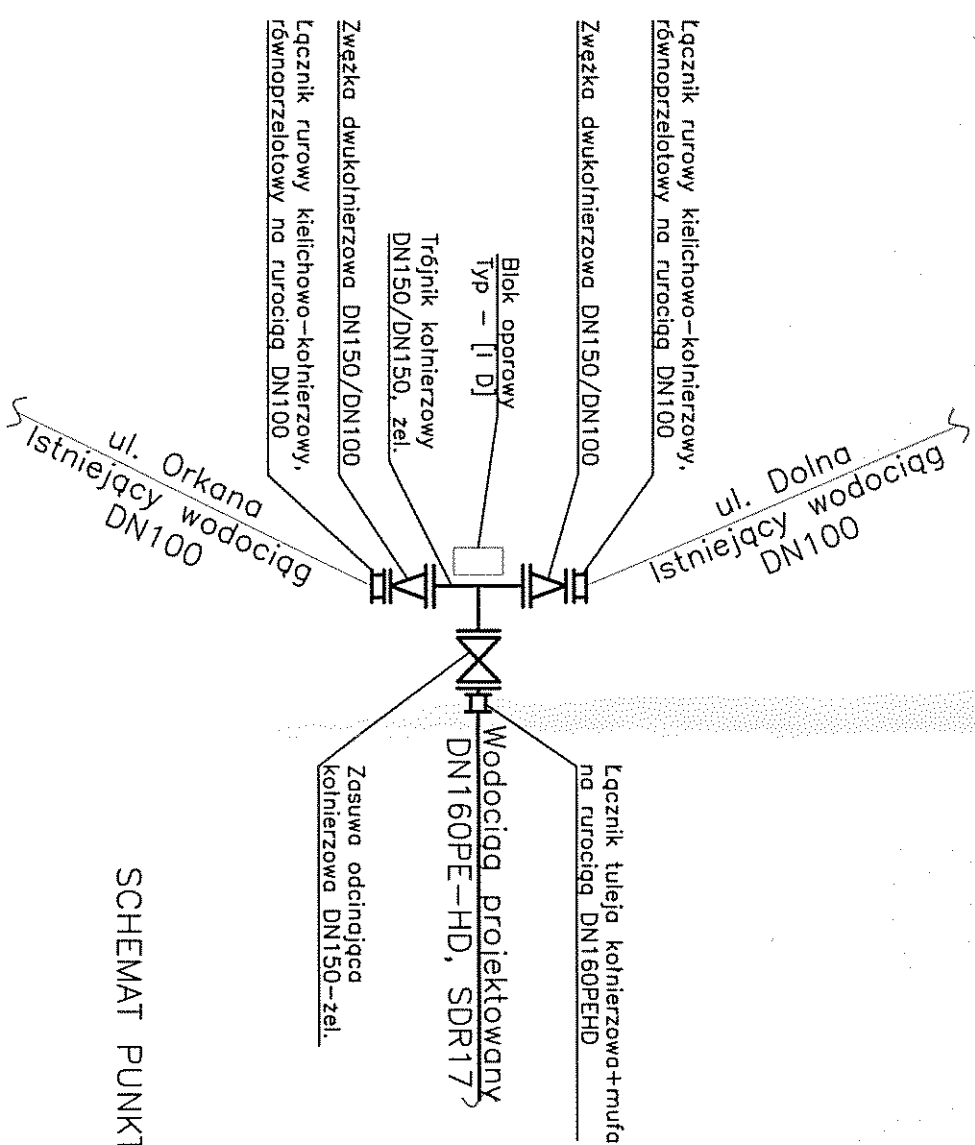 Łącznik rurowy kielichowo-kołnierzowy,
równoprzelotowy na rurociąg DN100
Zwężka dwukołnierzowa DN150/DN100
Blok oporowy
Typ - [I D]
Trójnik kołnierzowy
DN150/DN150, żel.
Zwężka dwukołnierzowa DN150/DN100
Łącznik rurowy kielichowo-kołnierzowy,
równoprzelotowy na rurociąg DN100
ul. Dolna
Istniejący wodociąg
DN100
ul. Orkana
Istniejący wodociąg
DN100
Łącznik tuleja kołnierzowa+mufa
na rurociąg DN160PEHD
Wodociąg projektowany
DN160PE-HD, SDR17
Zasuwa odcinająca
kołnierzowa DN150-żel.
SCHEMAT PUNKT